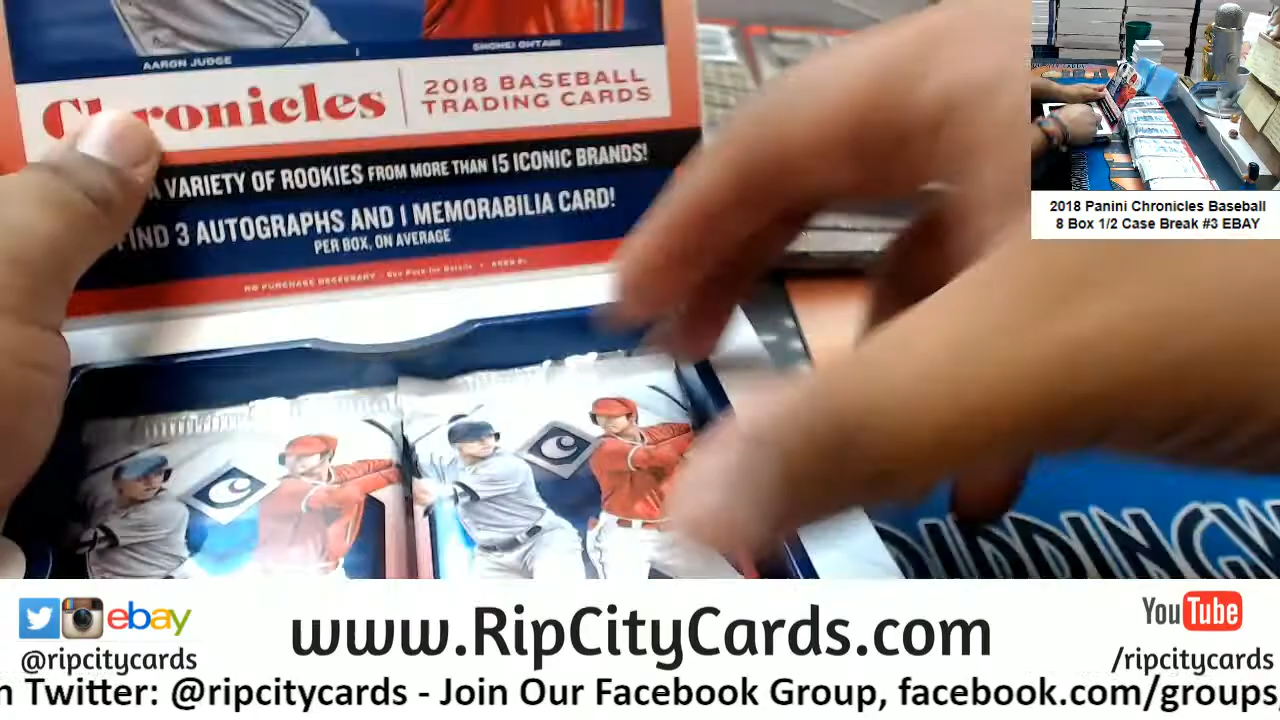 AARON JUDGE
SHOHEI OHTANI
Chronicles
2018 BASEBALL
TRADING CARDS
A VARIETY OF ROOKIES FROM MORE THAN 15 ICONIC BRANDS!
FIND 3 AUTOGRAPHS AND 1 MEMORABILIA CARD!
PER BOX, ON AVERAGE
NO PURCHASE NECESSARY
C
C
2018 Panini Chronicles Baseball
8 Box 1/2 Case Break #3 EBAY
ebay
@ripcitycards
www.RipCityCards.com
YouTube
/ripcitycards
n Twitter: @ripcitycards - Join Our Facebook Group, facebook.com/groups